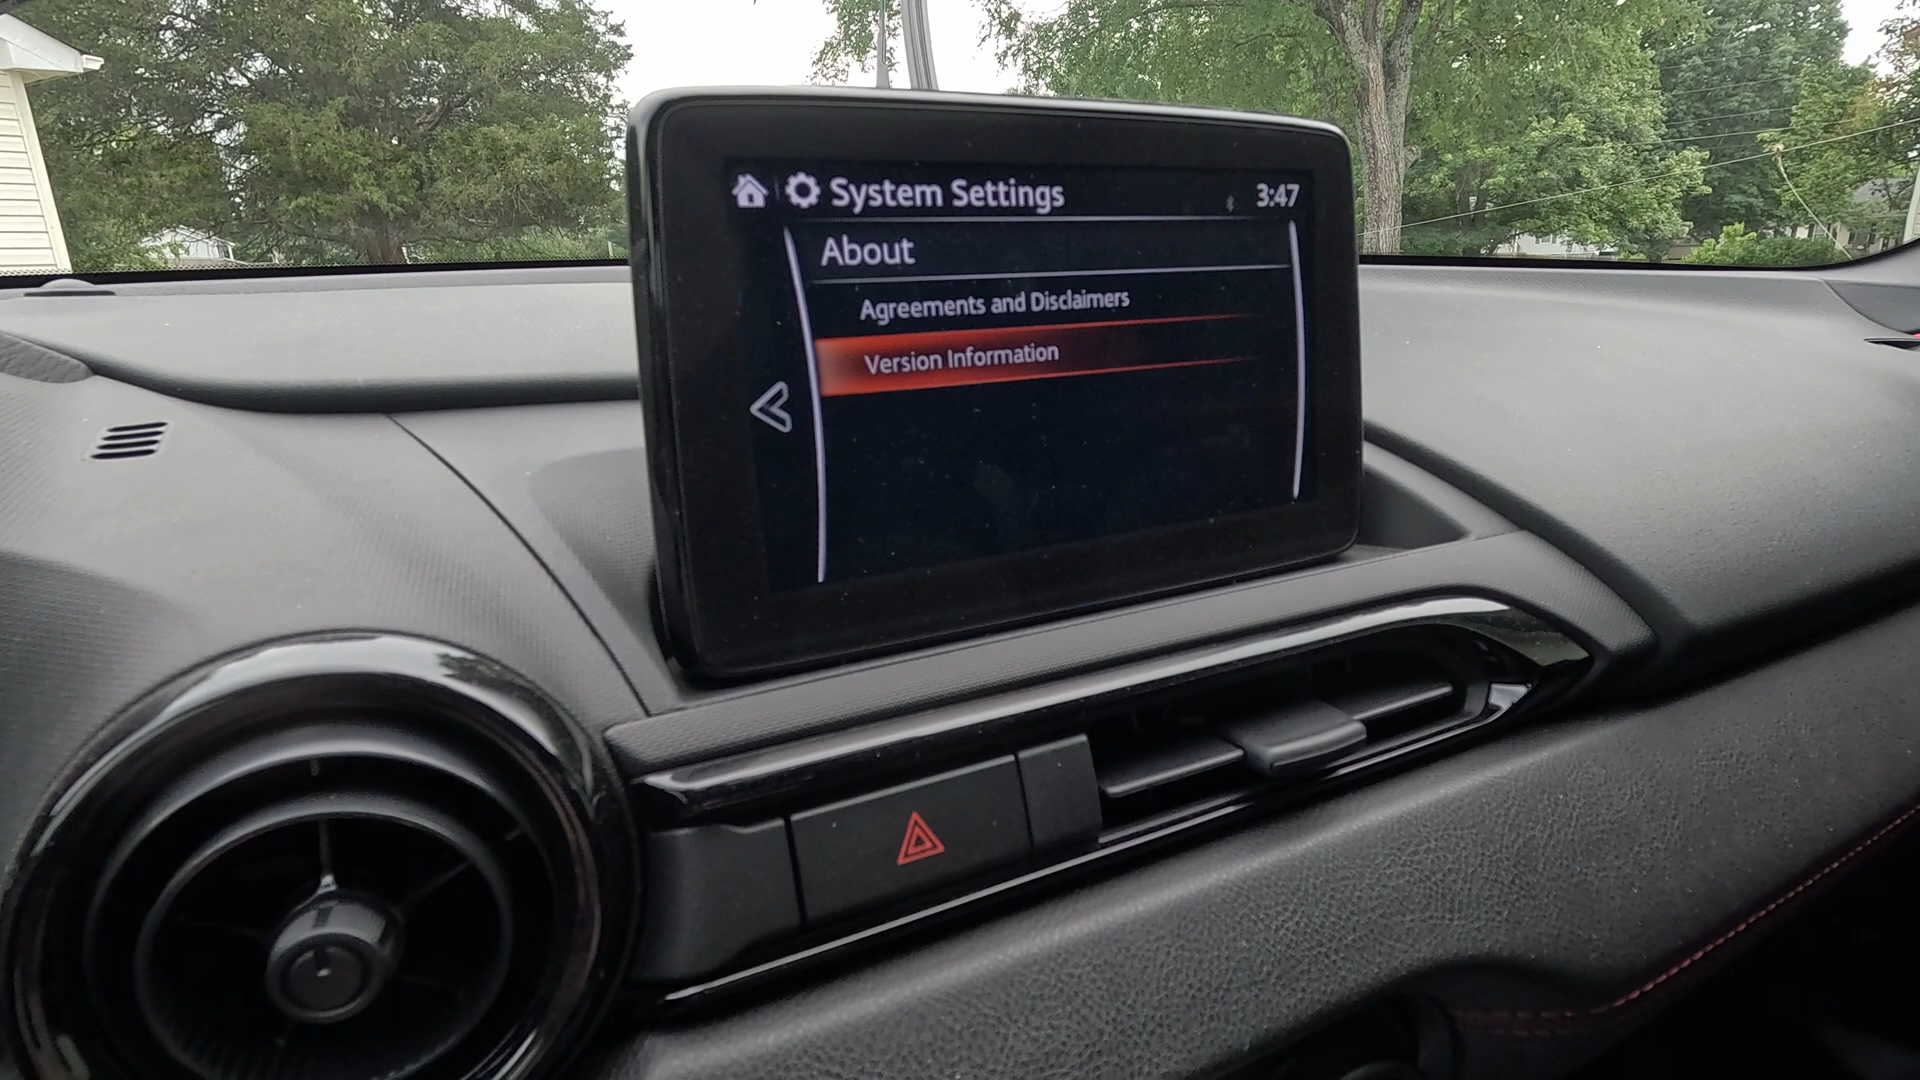 System Settings 3:47
About
Agreements and Disclaimers
Version Information